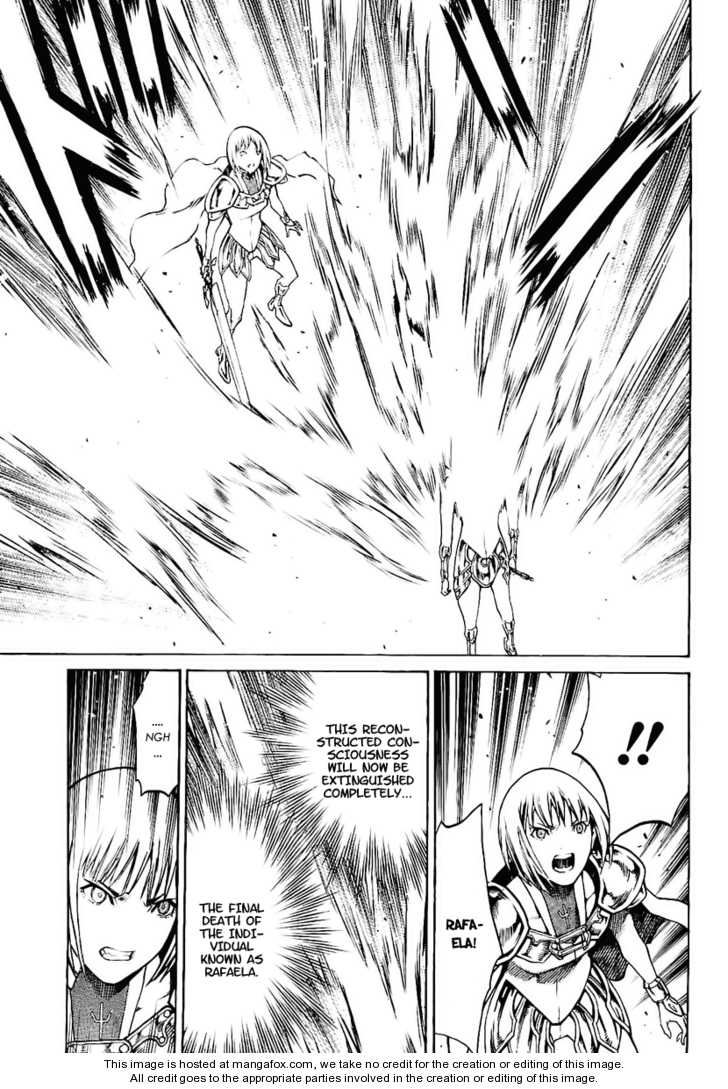 !!
RAFA-
ELA!
THIS RECON-
STRUCTED CON-
SCIOUSNESS
WILL NOW BE
EXTINGUISHED
COMPLETELY...
THE FINAL
DEATH OF
THE INDI-
VIDUAL
KNOWN AS
RAFAELA.
....
NGH
...
This image is hosted at mangafox.com, we take no credit for the creation or editing of this image.
All credit goes to the appropriate parties involved in the creation or editing of this image.